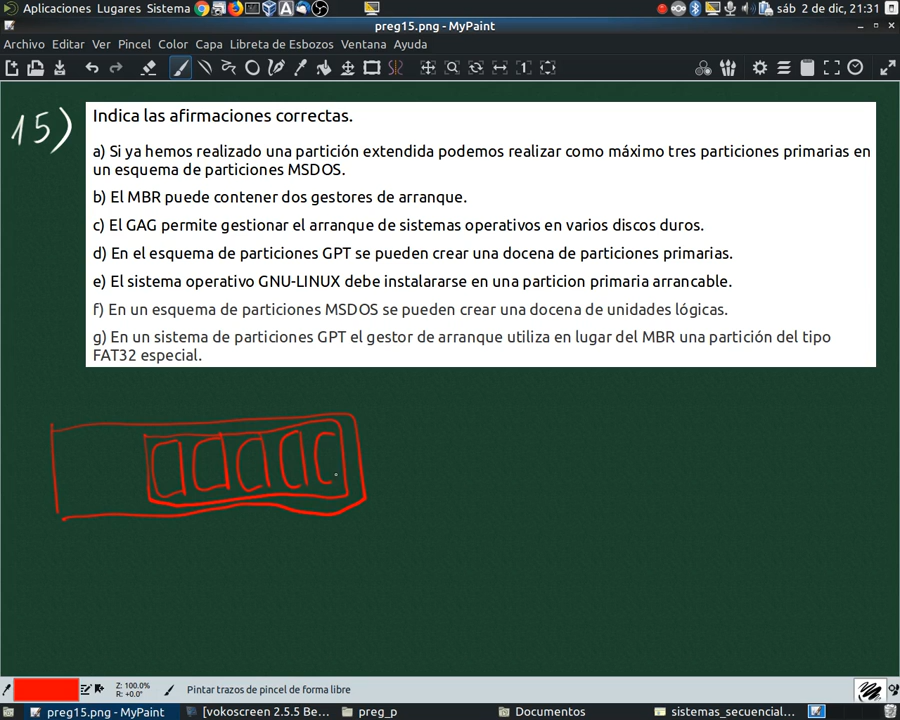 Aplicaciones Lugares Sistema
sáb 2 de dic, 21:31
preg15.png - MyPaint
Archivo Editar Ver Pincel Color Capa Libreta de Esbozos Ventana Ayuda
15)
Indica las afirmaciones correctas.
a) Si ya hemos realizado una partición extendida podemos realizar como máximo tres particiones primarias en
un esquema de particiones MSDOS.
b) El MBR puede contener dos gestores de arranque.
c) El GAG permite gestionar el arranque de sistemas operativos en varios discos duros.
d) En el esquema de particiones GPT se pueden crear una docena de particiones primarias.
e) El sistema operativo GNU-LINUX debe instalararse en una particion primaria arrancable.
f) En un esquema de particiones MSDOS se pueden crear una docena de unidades lógicas.
g) En un sistema de particiones GPT el gestor de arranque utiliza en lugar del MBR una partición del tipo
FAT32 especial.
Z: 100.0%
R: +0.0°
Pintar trazos de pincel de forma libre
preg15.png - MyPaint
[vokoscreen 2.5.5 Be...
preg_p
Documentos
sistemas_secuencial...